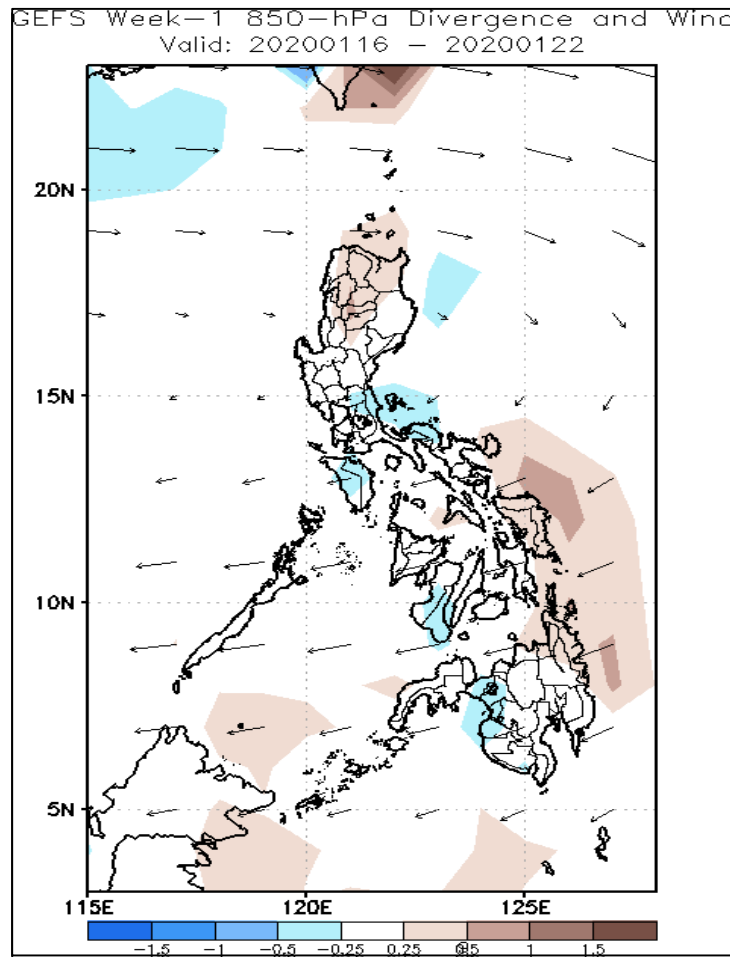 GEFS Week-1 850-hPa Divergence and Wind
Valid: 20200116 - 20200122
20N
15N
10N
5N
115E 120E 125E
-1.5 -1 -0.5 -0.25 0.25 1 1.5